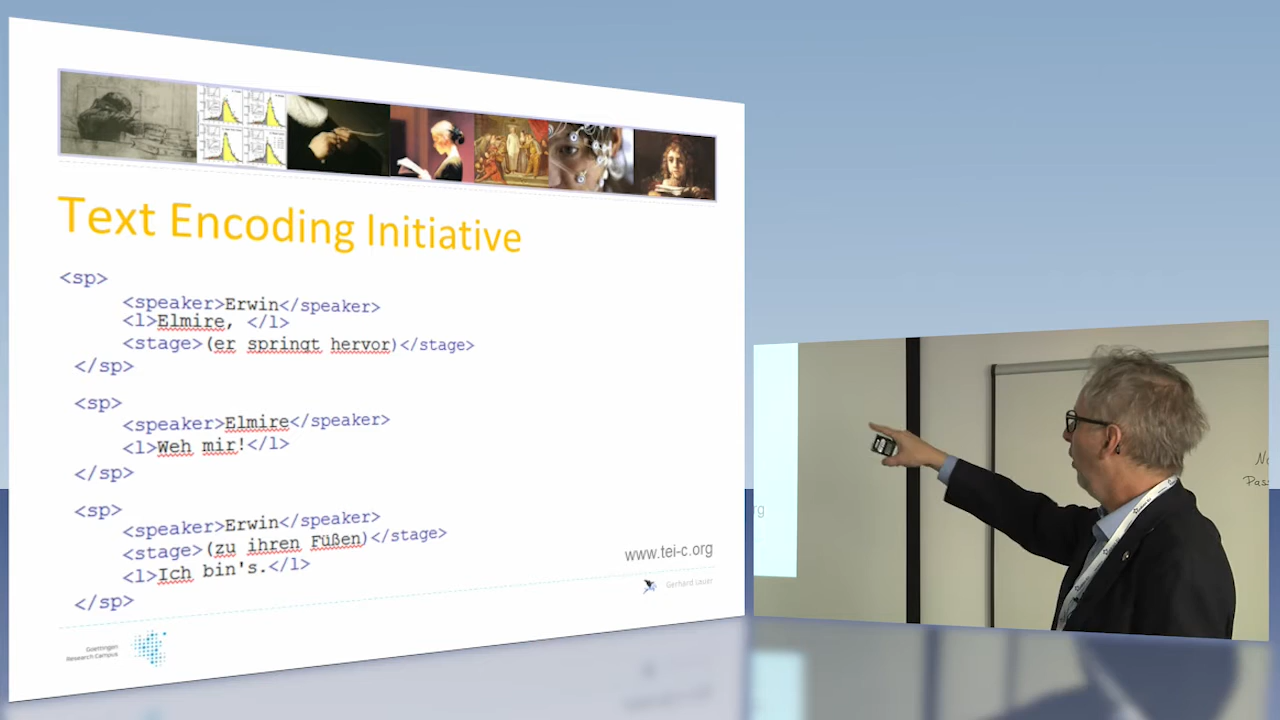 Text Encoding Initiative
<sp>
<speaker>Erwin</speaker>
<l>Elmire, </l>
<stage>(er springt hervor)</stage>
</sp>
<sp>
<speaker>Elmire</speaker>
<l>Weh mir!</l>
</sp>
<sp>
<speaker>Erwin</speaker>
<stage>(zu ihren Füßen)</stage>
<l>Ich bin's.</l>
</sp>
www.tei-c.org
Gerhard Lauer
Goettingen
Research Campus
rg